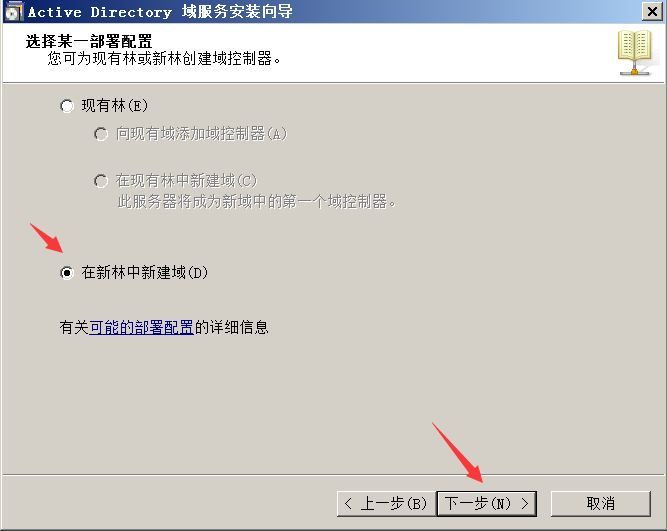 Active Directory 域服务安装向导
选择某一部署配置
您可为现有林或新林创建域控制器。
现有林(E)
向现有域添加域控制器(A)
在现有林中新建域(C)
此服务器将成为新域中的第一个域控制器。
在新林中新建域(D)
有关可能的部署配置的详细信息
< 上一步(B) 下一步(N) > 取消